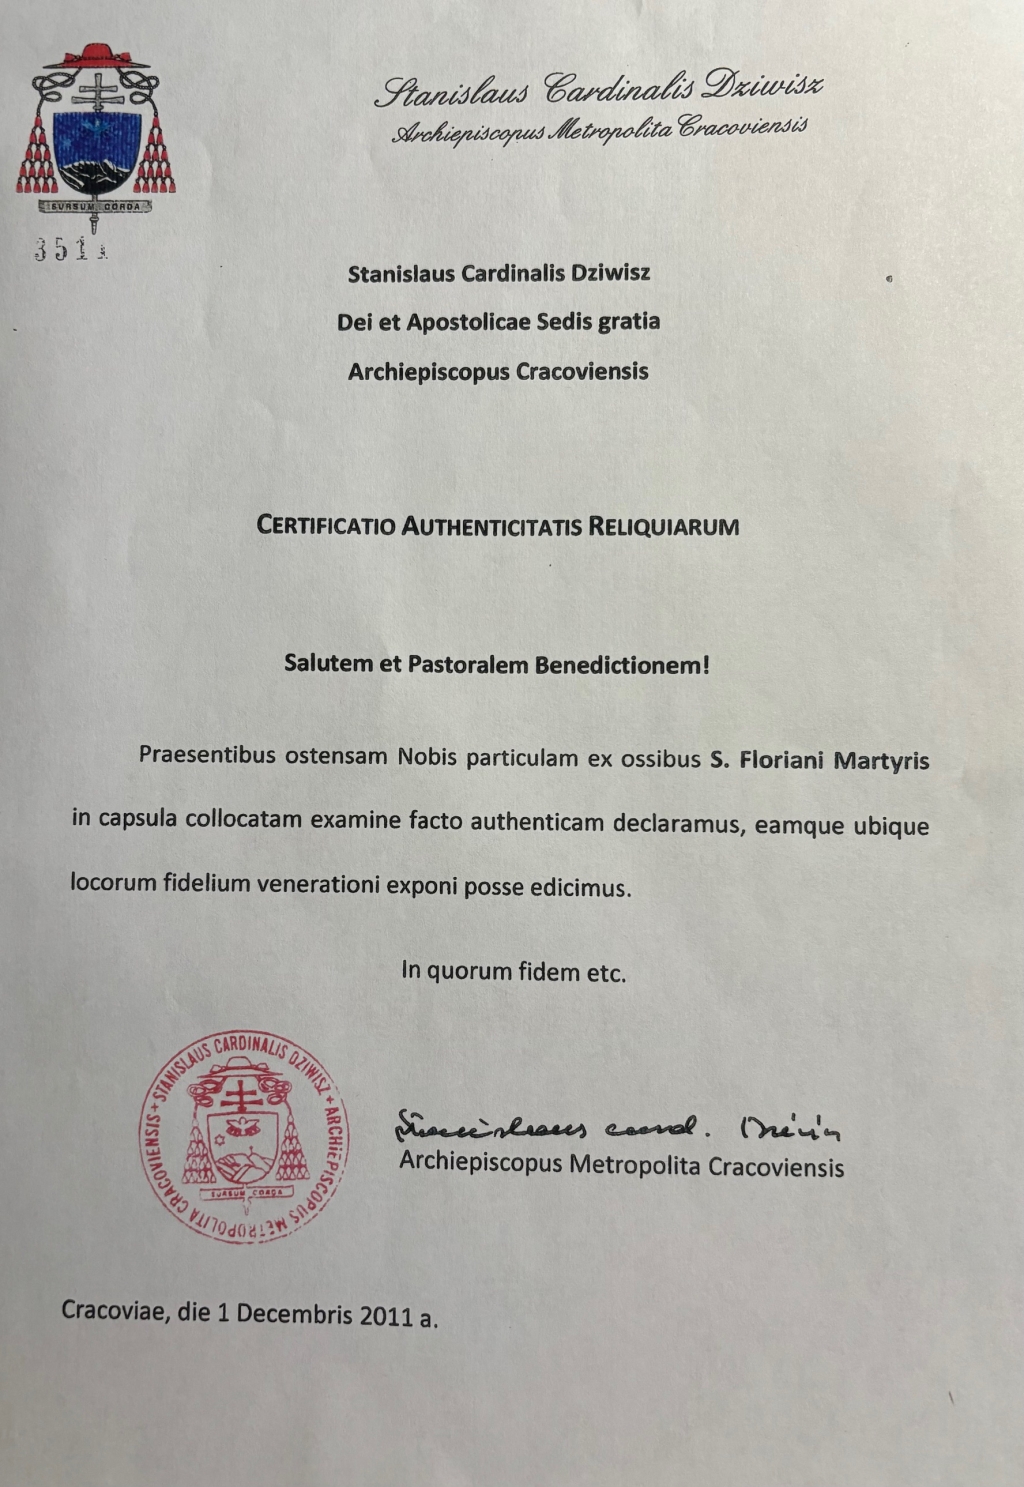 Stanislaus Cardinalis Dziwisz
Archiepiscopus Metropolita Cracoviensis
SURSUM CORDA
351
Stanislaus Cardinalis Dziwisz
Dei et Apostolicae Sedis gratia
Archiepiscopus Cracoviensis
CERTIFICATIO AUTHENTICITATIS RELIQUIARUM
Salutem et Pastoralem Benedictionem!
Praesentibus ostensam Nobis particulam ex ossibus S. Floriani Martyris
in capsula collocatam examine facto authenticam declaramus, eamque ubique
locorum fidelium venerationi exponi posse edicimus.
In quorum fidem etc.
STANISLAUS CARDINALIS DZIWISZ + ARCHIEPISCOPUS METROPOLITA CRACOVIENSIS +
SURSUM CORDA
Stanislaus card. Dziwisz
Archiepiscopus Metropolita Cracoviensis
Cracoviae, die 1 Decembris 2011 a.